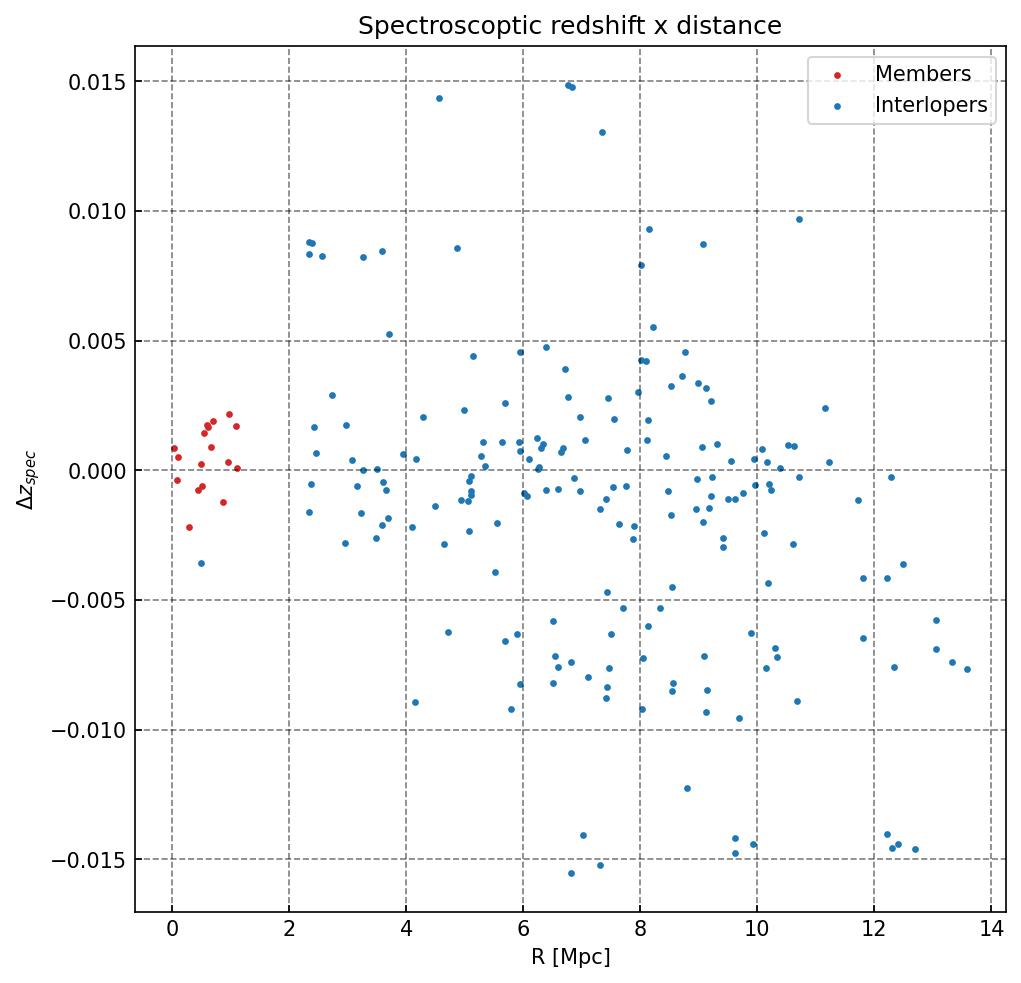 Spectroscoptic redshift x distance
Members
Interlopers
0.015
0.010
0.005
0.000
−0.005
−0.010
−0.015
Δz_spec
0 2 4 6 8 10 12 14
R [Mpc]